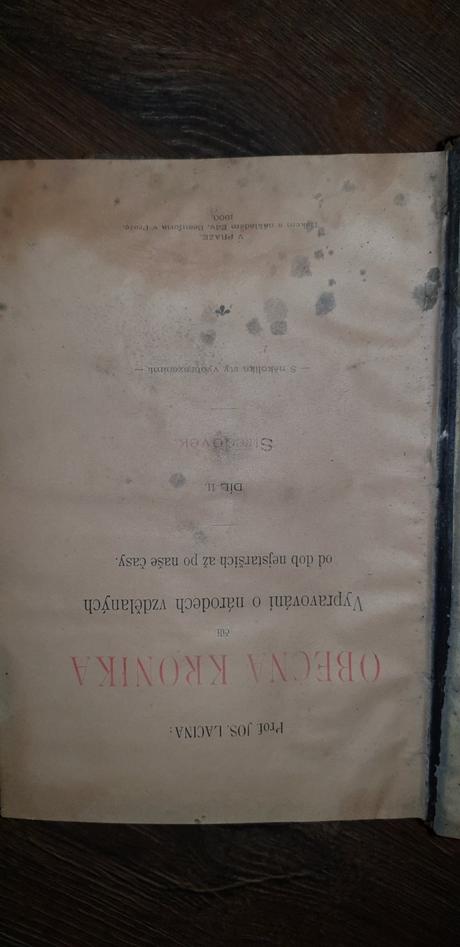 Prof. JOS. LACINA:
OBECNÁ KRONIKA
čili
Vypravování o národech vzdělaných
od dob nejstarších až po naše časy.
DÍL II.
Středověk.
— S několika sty vyobrazeními. —
V PRAZE.
Tiskem a nákladem Edv. Beauforta v Praze.
1900.